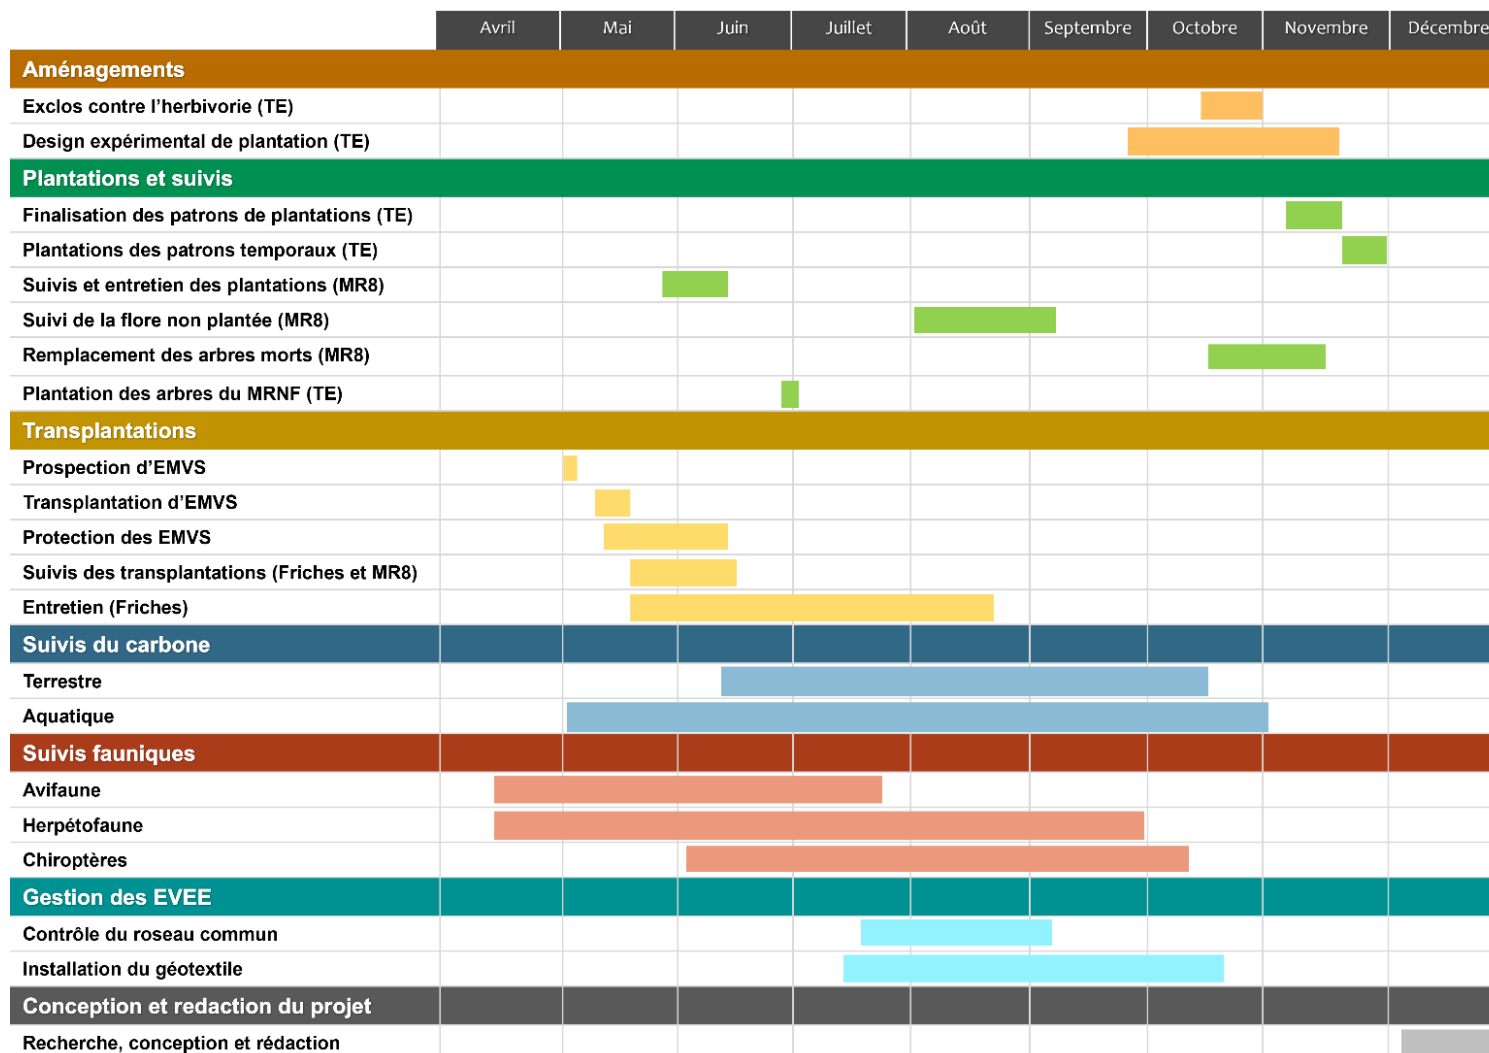 Avril Mai Juin Juillet Août Septembre Octobre Novembre Décembre
Aménagements
Exclos contre l'herbivorie (TE)
Design expérimental de plantation (TE)
Plantations et suivis
Finalisation des patrons de plantations (TE)
Plantations des patrons temporaux (TE)
Suivis et entretien des plantations (MR8)
Suivi de la flore non plantée (MR8)
Remplacement des arbres morts (MR8)
Plantation des arbres du MRNF (TE)
Transplantations
Prospection d'EMVS
Transplantation d'EMVS
Protection des EMVS
Suivis des transplantations (Friches et MR8)
Entretien (Friches)
Suivis du carbone
Terrestre
Aquatique
Suivis fauniques
Avifaune
Herpétofaune
Chiroptères
Gestion des EVEE
Contrôle du roseau commun
Installation du géotextile
Conception et redaction du projet
Recherche, conception et rédaction